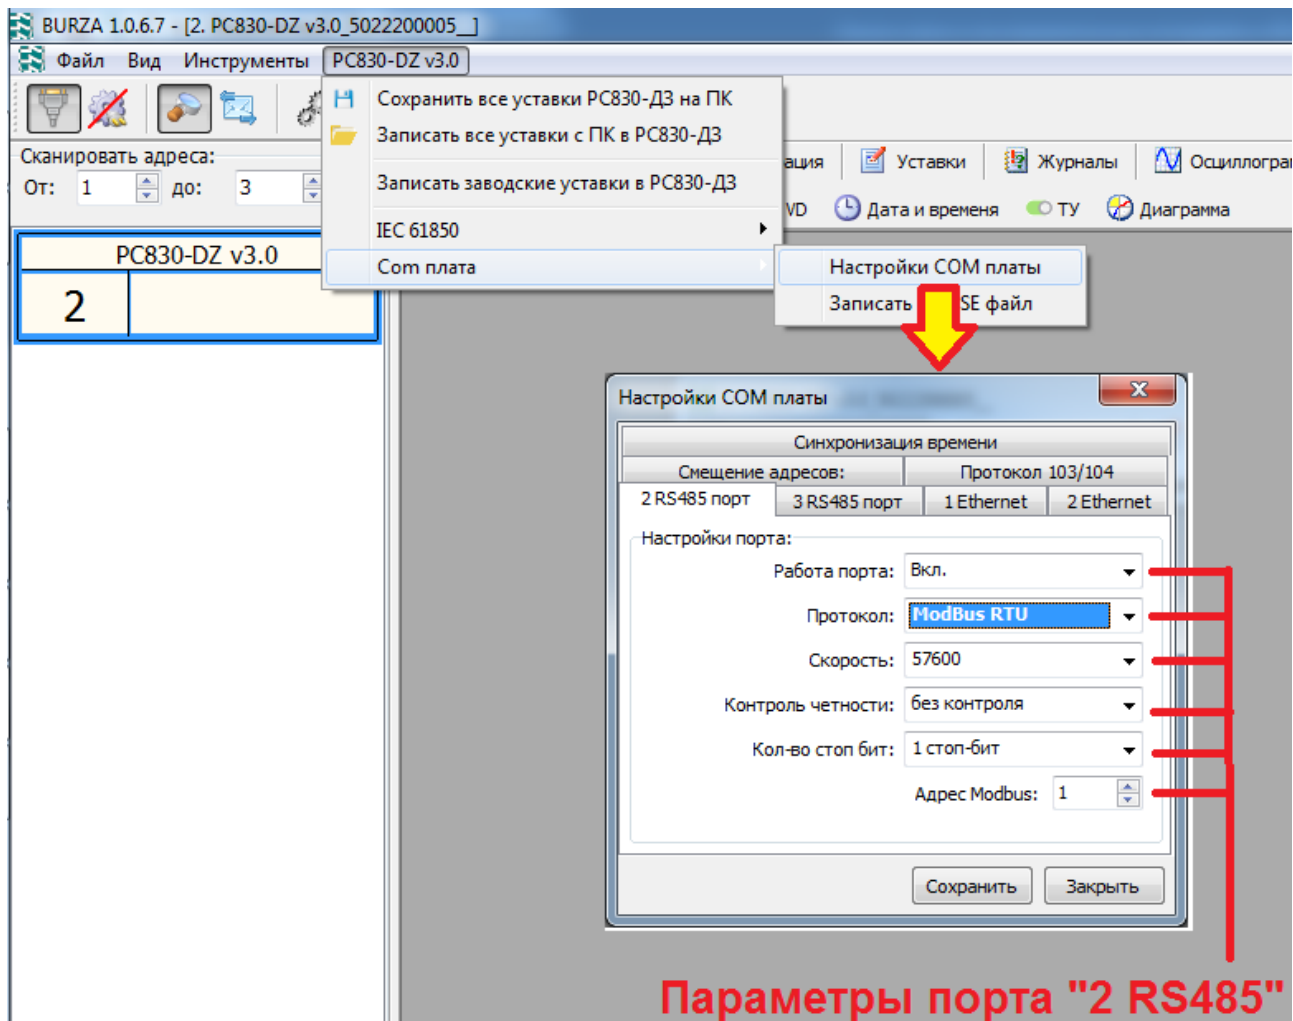 BURZA 1.0.6.7 - [2. PC830-DZ v3.0_5022200005__]
Файл Вид Инструменты PC830-DZ v3.0
Сохранить все уставки РС830-ДЗ на ПК
Записать все уставки с ПК в РС830-ДЗ
Записать заводские уставки в РС830-ДЗ
IEC 61850
Com плата
Сканировать адреса:
От: 1 до: 3
ация Уставки Журналы Осциллогра
VD Дата и временя ТУ Диаграмма
PC830-DZ v3.0
2
Настройки COM платы
Записать SE файл
Настройки COM платы
Синхронизация времени
Смещение адресов: Протокол 103/104
2 RS485 порт 3 RS485 порт 1 Ethernet 2 Ethernet
Настройки порта:
Работа порта: Вкл.
Протокол: ModBus RTU
Скорость: 57600
Контроль четности: без контроля
Кол-во стоп бит: 1 стоп-бит
Адрес Modbus: 1
Сохранить Закрыть
Параметры порта "2 RS485"